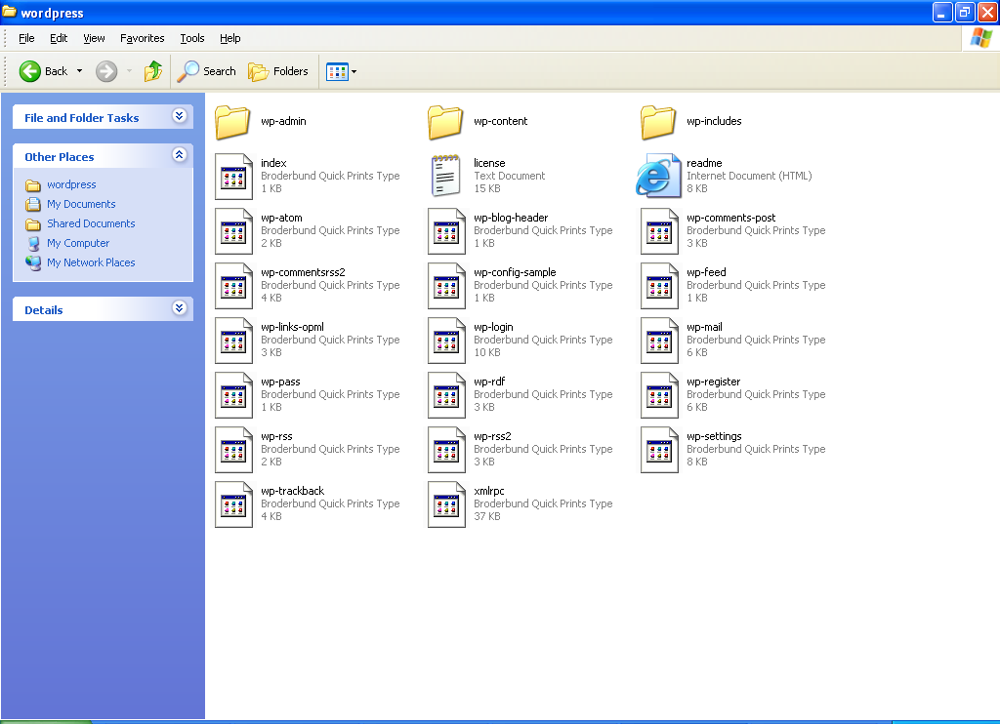 wordpress
File Edit View Favorites Tools Help
Back Search Folders
File and Folder Tasks
Other Places
wordpress
My Documents
Shared Documents
My Computer
My Network Places
Details
wp-admin
wp-content
wp-includes
index
Broderbund Quick Prints Type
1 KB
license
Text Document
15 KB
readme
Internet Document (HTML)
8 KB
wp-atom
Broderbund Quick Prints Type
2 KB
wp-blog-header
Broderbund Quick Prints Type
1 KB
wp-comments-post
Broderbund Quick Prints Type
3 KB
wp-commentsrss2
Broderbund Quick Prints Type
4 KB
wp-config-sample
Broderbund Quick Prints Type
1 KB
wp-feed
Broderbund Quick Prints Type
1 KB
wp-links-opml
Broderbund Quick Prints Type
3 KB
wp-login
Broderbund Quick Prints Type
10 KB
wp-mail
Broderbund Quick Prints Type
6 KB
wp-pass
Broderbund Quick Prints Type
1 KB
wp-rdf
Broderbund Quick Prints Type
3 KB
wp-register
Broderbund Quick Prints Type
6 KB
wp-rss
Broderbund Quick Prints Type
2 KB
wp-rss2
Broderbund Quick Prints Type
3 KB
wp-settings
Broderbund Quick Prints Type
8 KB
wp-trackback
Broderbund Quick Prints Type
4 KB
xmlrpc
Broderbund Quick Prints Type
37 KB